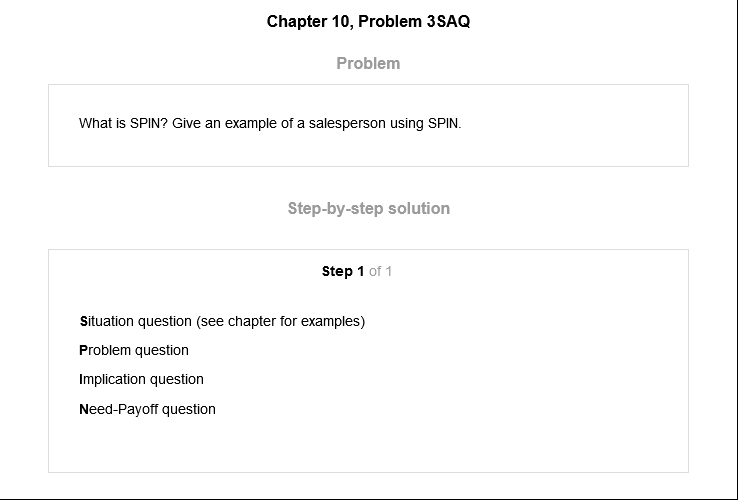 Chapter 10, Problem 3SAQ
Problem
What is SPIN? Give an example of a salesperson using SPIN.
Step-by-step solution
Step 1 of 1
Situation question (see chapter for examples)
Problem question
Implication question
Need-Payoff question